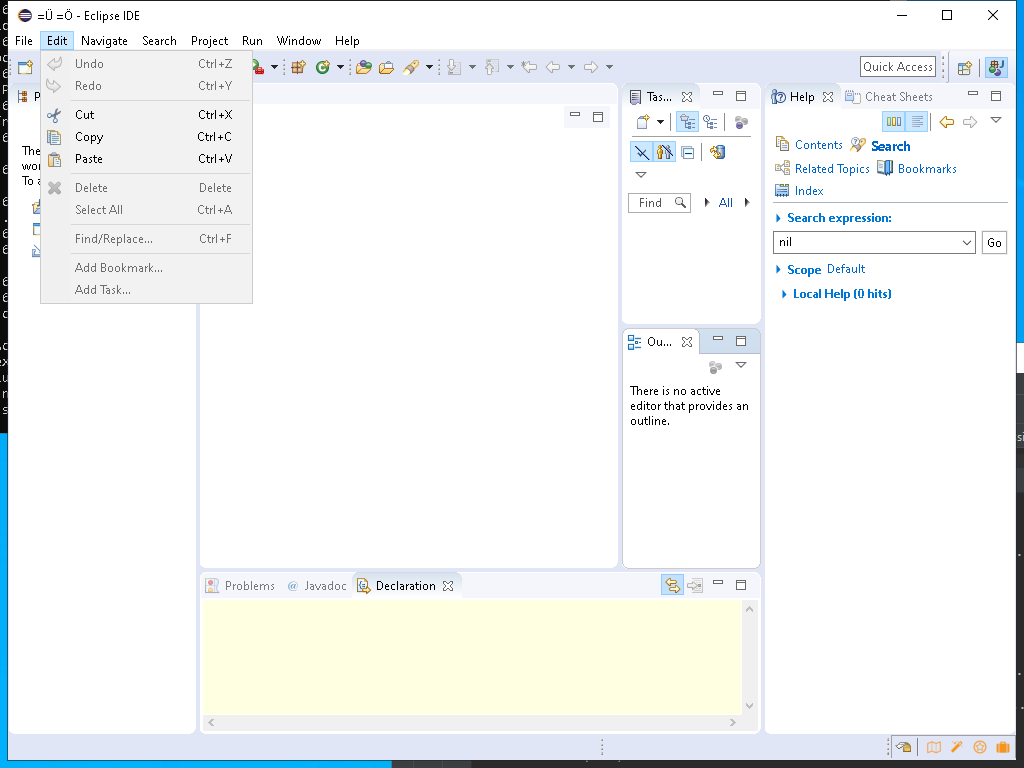 =Ü =Ö - Eclipse IDE
File Edit Navigate Search Project Run Window Help
Quick Access
Undo Ctrl+Z
Redo Ctrl+Y
Cut Ctrl+X
Copy Ctrl+C
Paste Ctrl+V
Delete Delete
Select All Ctrl+A
Find/Replace... Ctrl+F
Add Bookmark...
Add Task...
The
wor
To a
Tas...
Find All
Ou...
There is no active
editor that provides an
outline.
Help Cheat Sheets
Contents Search
Related Topics Bookmarks
Index
Search expression:
nil Go
Scope Default
Local Help (0 hits)
Problems @ Javadoc Declaration